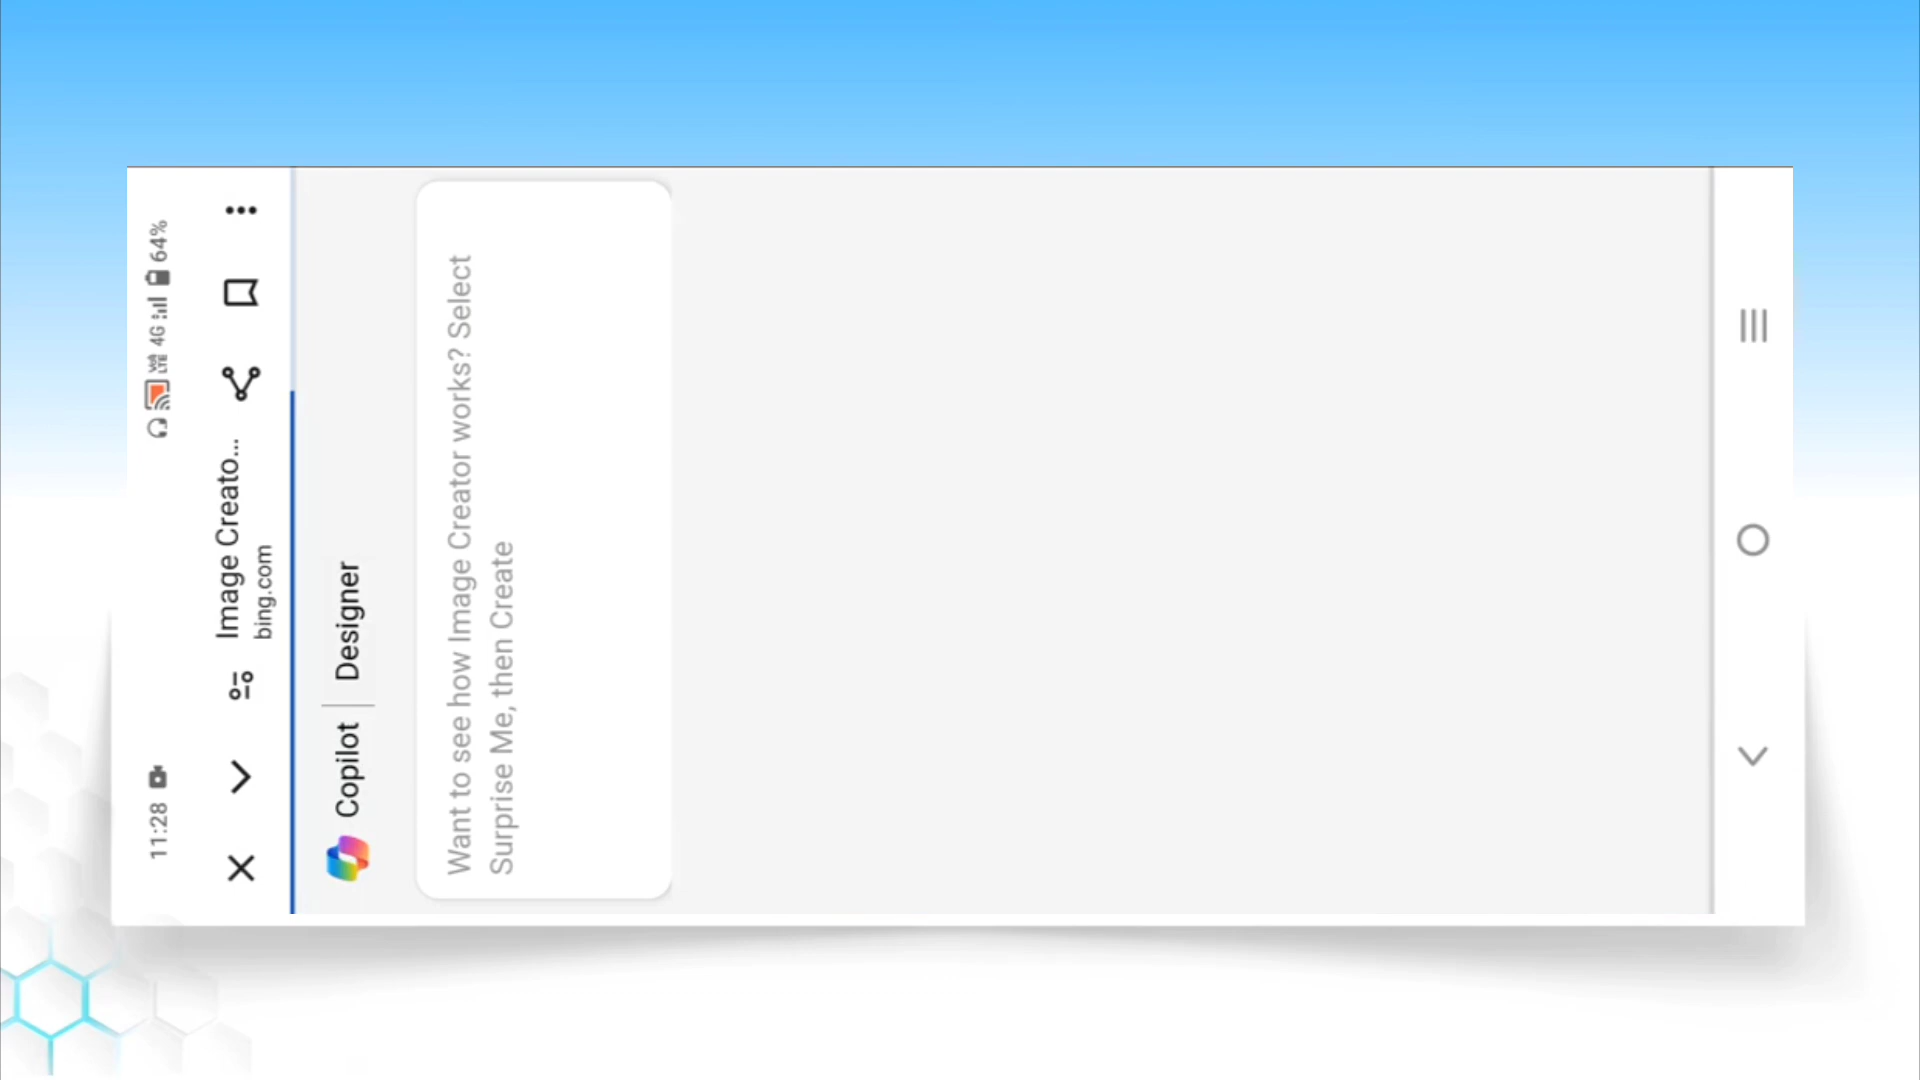 11:28
4G
64%
Image Creato...
bing.com
Copilot | Designer
Want to see how Image Creator works? Select
Surprise Me, then Create